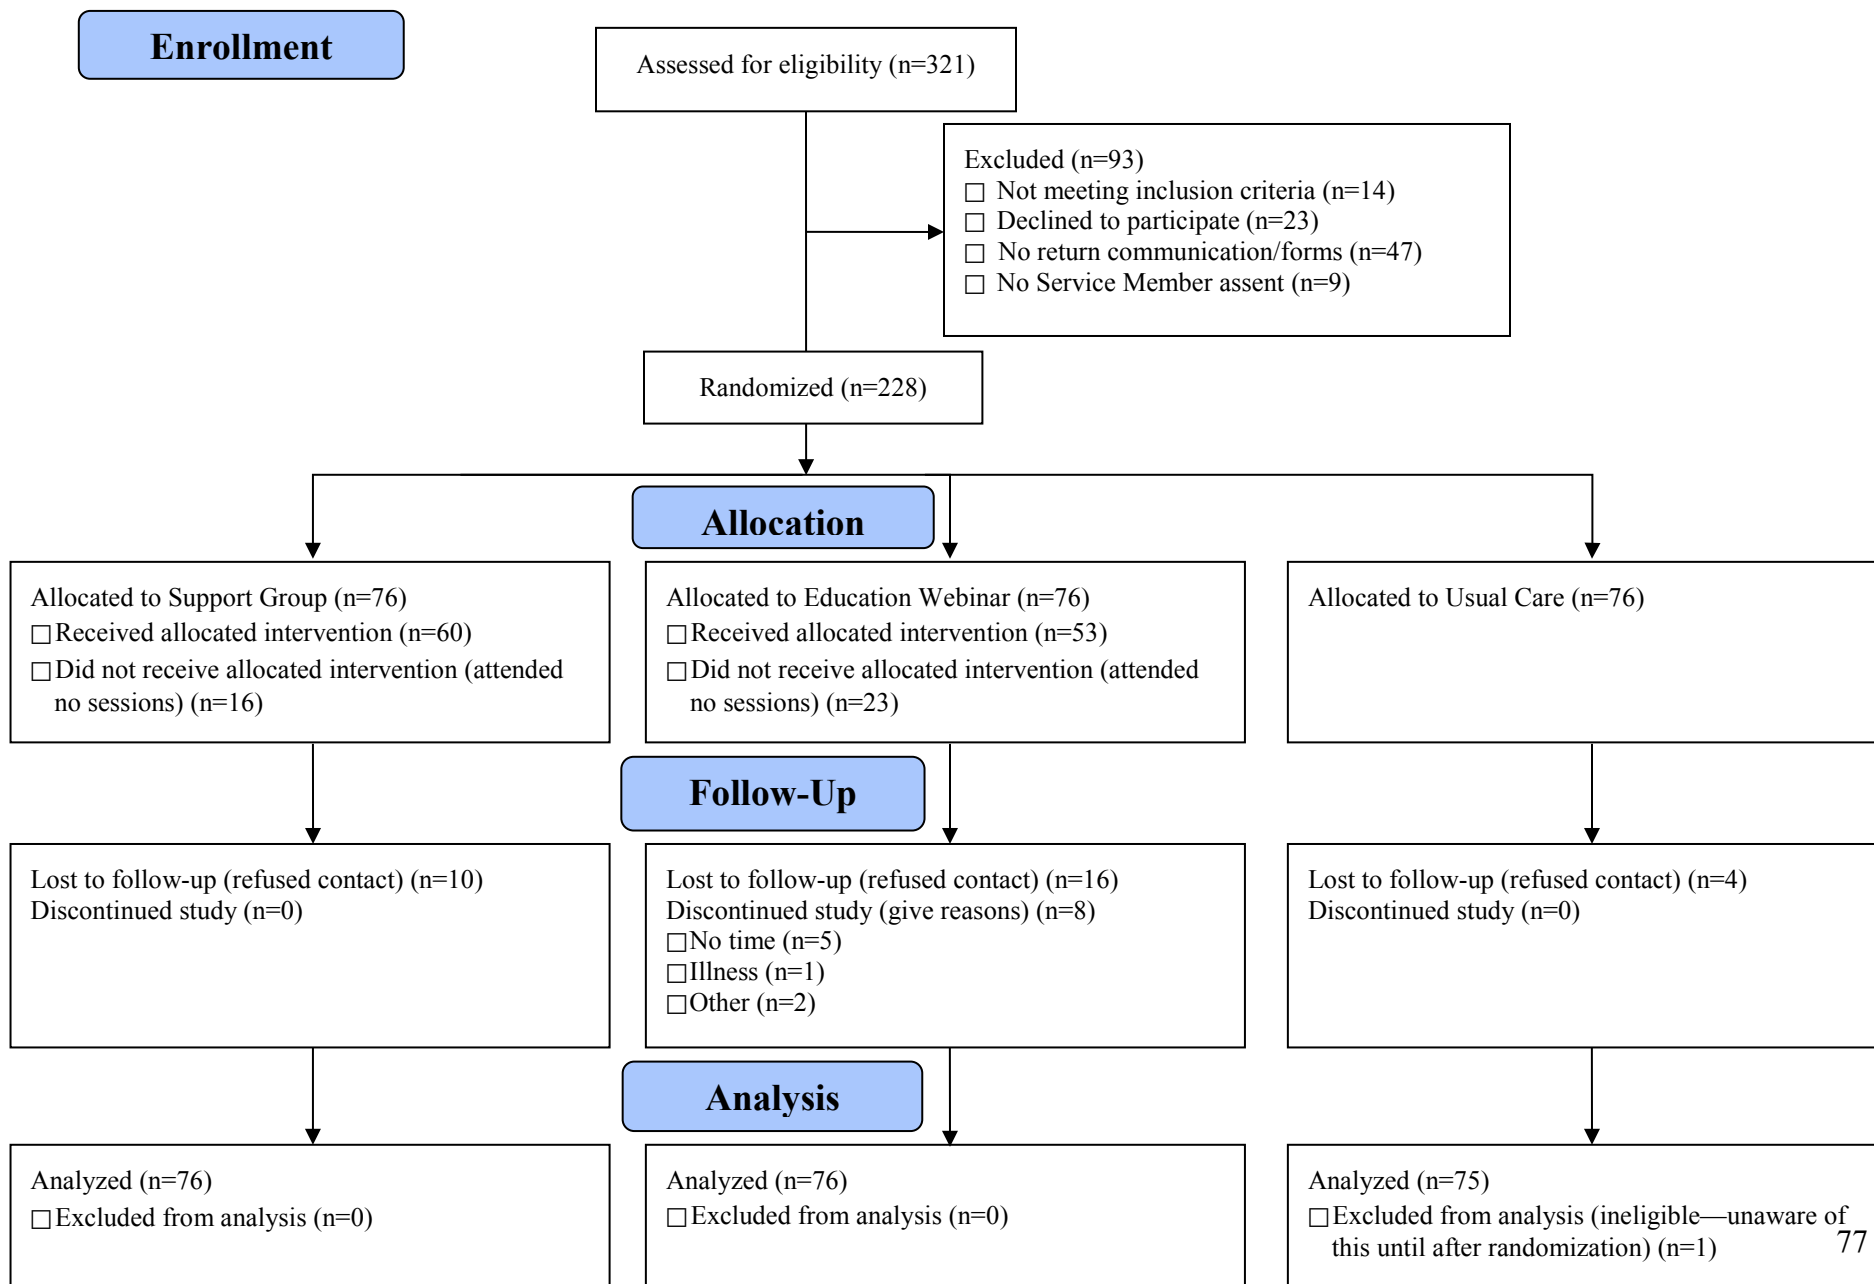 Enrollment
Assessed for eligibility (n=321)
Excluded (n=93)
□ Not meeting inclusion criteria (n=14)
□ Declined to participate (n=23)
□ No return communication/forms (n=47)
□ No Service Member assent (n=9)
Randomized (n=228)
Allocation
Allocated to Support Group (n=76)
□ Received allocated intervention (n=60)
□ Did not receive allocated intervention (attended
no sessions) (n=16)
Allocated to Education Webinar (n=76)
□ Received allocated intervention (n=53)
□ Did not receive allocated intervention (attended
no sessions) (n=23)
Allocated to Usual Care (n=76)
Follow-Up
Lost to follow-up (refused contact) (n=10)
Discontinued study (n=0)
Lost to follow-up (refused contact) (n=16)
Discontinued study (give reasons) (n=8)
□ No time (n=5)
□ Illness (n=1)
□ Other (n=2)
Lost to follow-up (refused contact) (n=4)
Discontinued study (n=0)
Analysis
Analyzed (n=76)
□ Excluded from analysis (n=0)
Analyzed (n=76)
□ Excluded from analysis (n=0)
Analyzed (n=75)
□ Excluded from analysis (ineligible—unaware of
this until after randomization) (n=1)
77